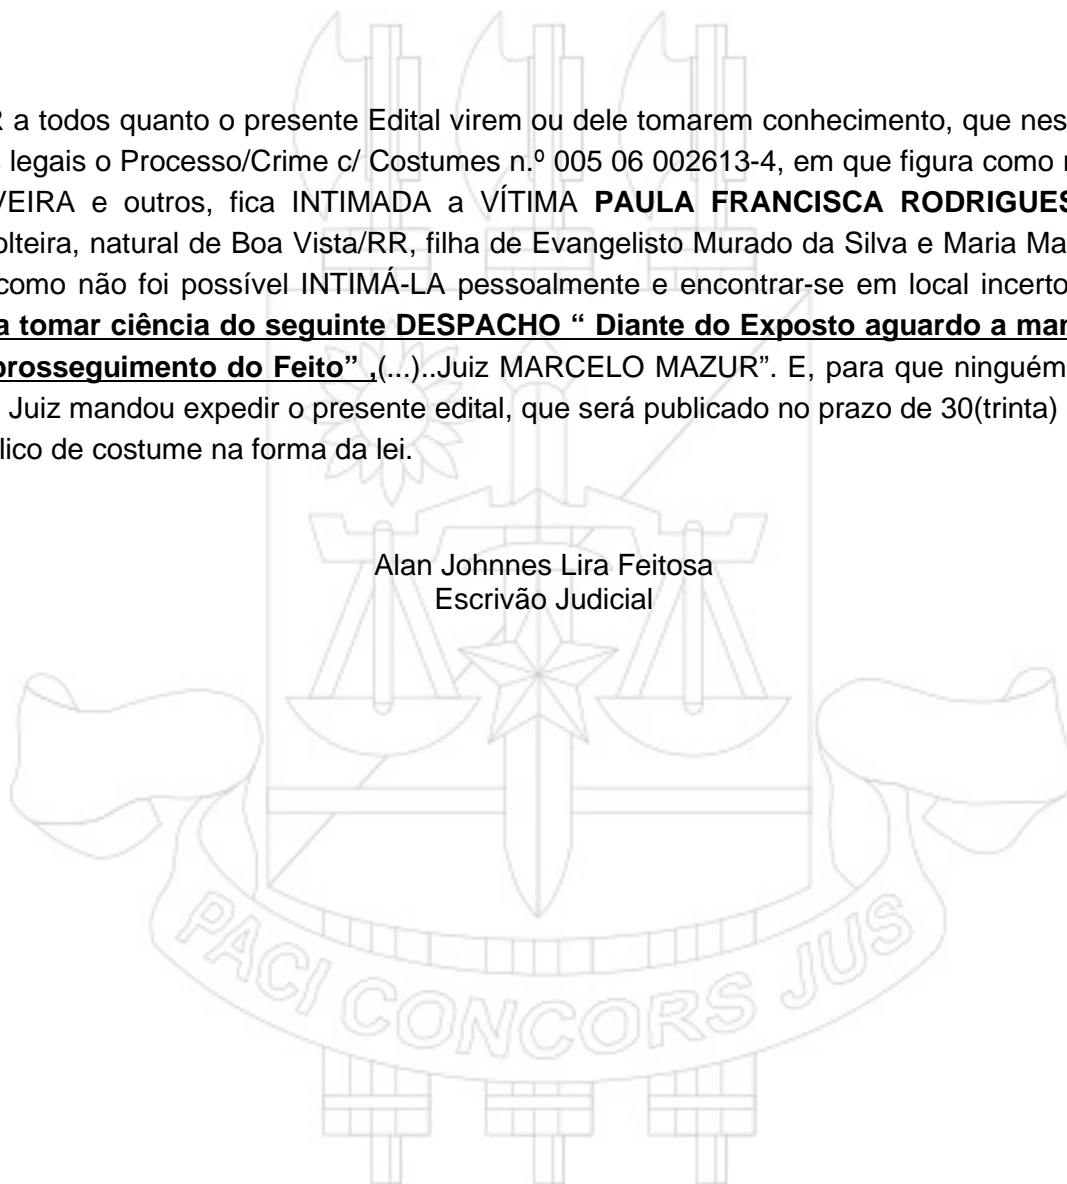 R a todos quanto o presente Edital virem ou dele tomarem conhecimento, que nes
s legais o Processo/Crime c/ Costumes n.º 005 06 002613-4, em que figura como r
VEIRA e outros, fica INTIMADA a VÍTIMA PAULA FRANCISCA RODRIGUES
olteira, natural de Boa Vista/RR, filha de Evangelisto Murado da Silva e Maria Ma
como não foi possível INTIMÁ-LA pessoalmente e encontrar-se em local incerto
a tomar ciência do seguinte DESPACHO “ Diante do Exposto aguardo a mar
prosseguimento do Feito” ,(...)..Juiz MARCELO MAZUR”. E, para que ninguém
Juiz mandou expedir o presente edital, que será publicado no prazo de 30(trinta)
lico de costume na forma da lei.
Alan Johnnes Lira Feitosa
Escrivão Judicial
PACI CONCORS JUS